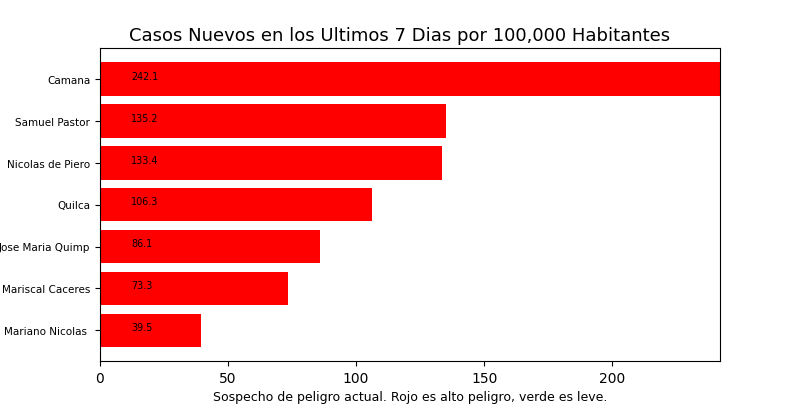 Casos Nuevos en los Ultimos 7 Dias por 100,000 Habitantes
Camana 242.1
Samuel Pastor 135.2
Nicolas de Piero 133.4
Quilca 106.3
Jose Maria Quimp 86.1
Mariscal Caceres 73.3
Mariano Nicolas 39.5
0 50 100 150 200
Sospecho de peligro actual. Rojo es alto peligro, verde es leve.